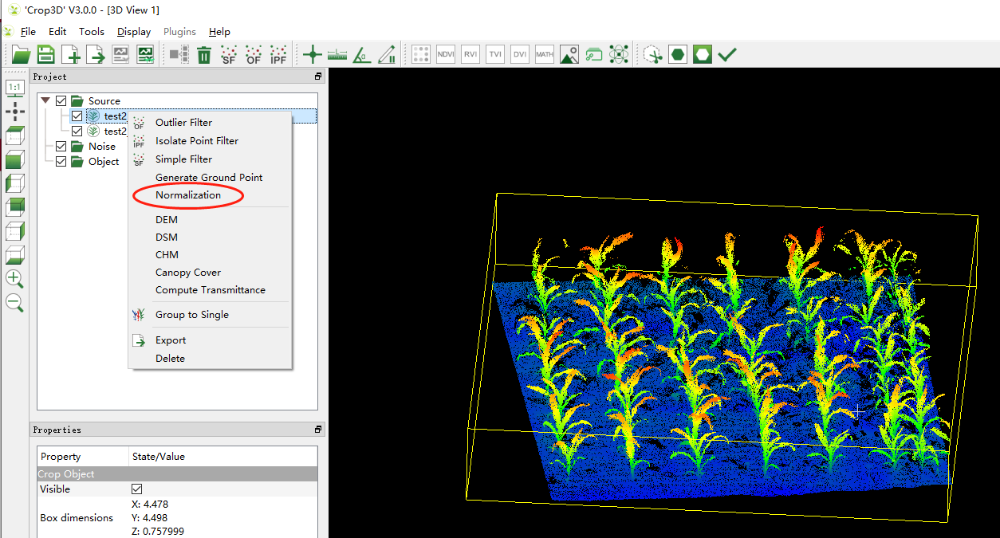 'Crop3D' V3.0.0 - [3D View 1]
File Edit Tools Display Plugins Help
SF OF IPF NDVI RVI TVI DVI MATH
Project
1:1
Source
test2
test2
Noise
Object
OF Outlier Filter
IPF Isolate Point Filter
SF Simple Filter
Generate Ground Point
Normalization
DEM
DSM
CHM
Canopy Cover
Compute Transmittance
Group to Single
Export
Delete
Properties
Property State/Value
Crop Object
Visible
Box dimensions
X: 4.478
Y: 4.498
Z: 0.757999